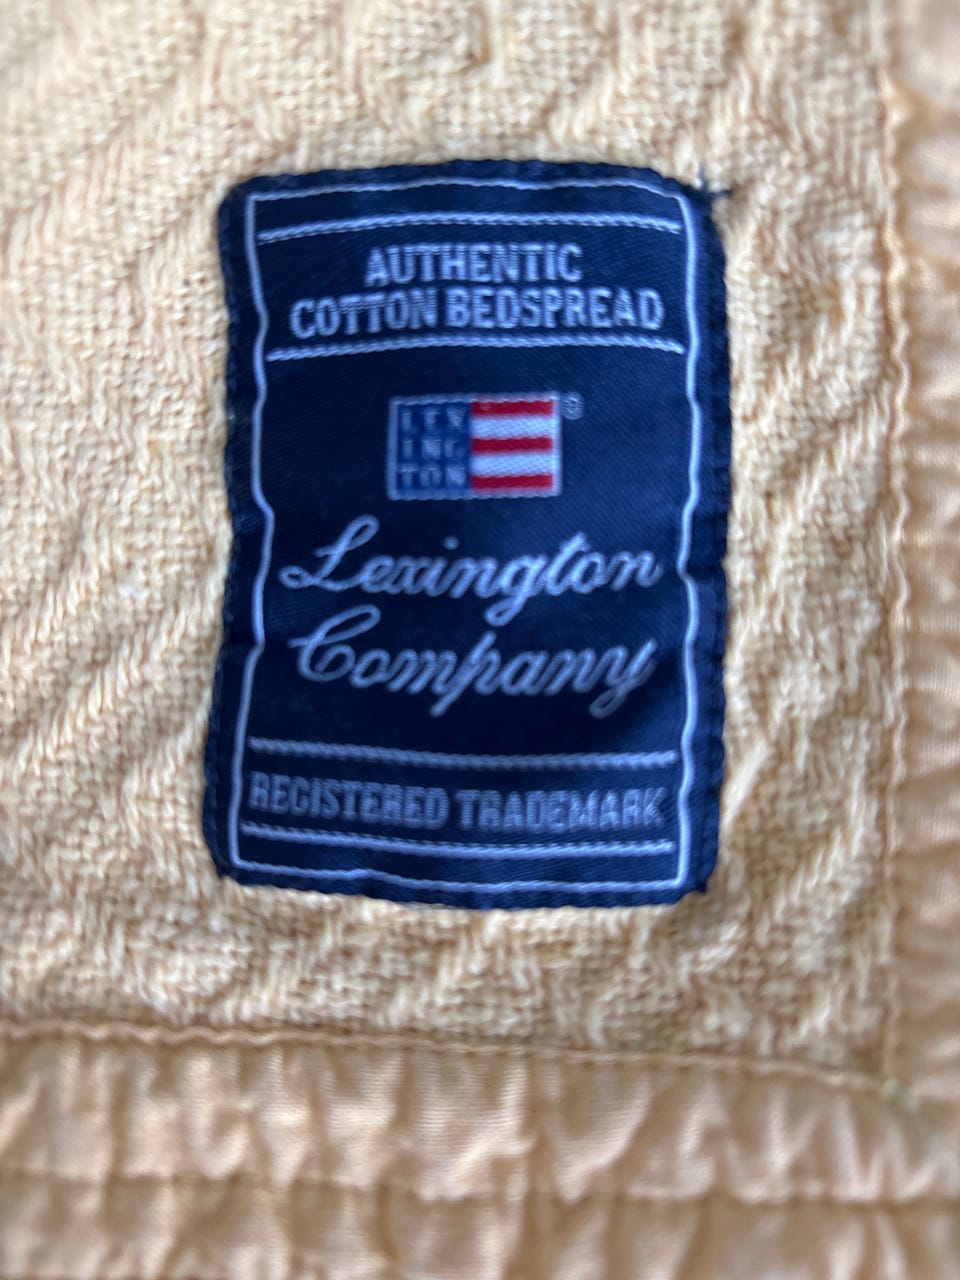 AUTHENTIC
COTTON BEDSPREAD
LEX
ING
TON
®
Lexington
Company
REGISTERED TRADEMARK